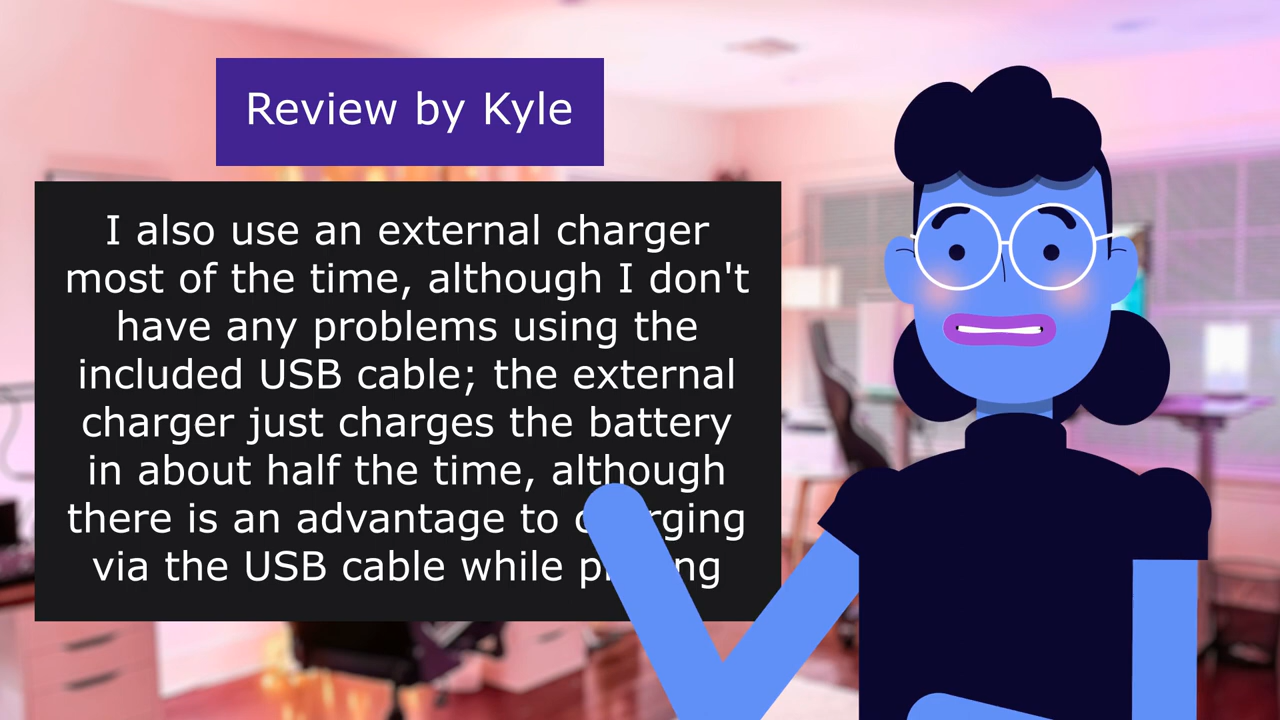 Review by Kyle
I also use an external charger
most of the time, although I don't
have any problems using the
included USB cable; the external
charger just charges the battery
in about half the time, although
there is an advantage to
via the USB cable while